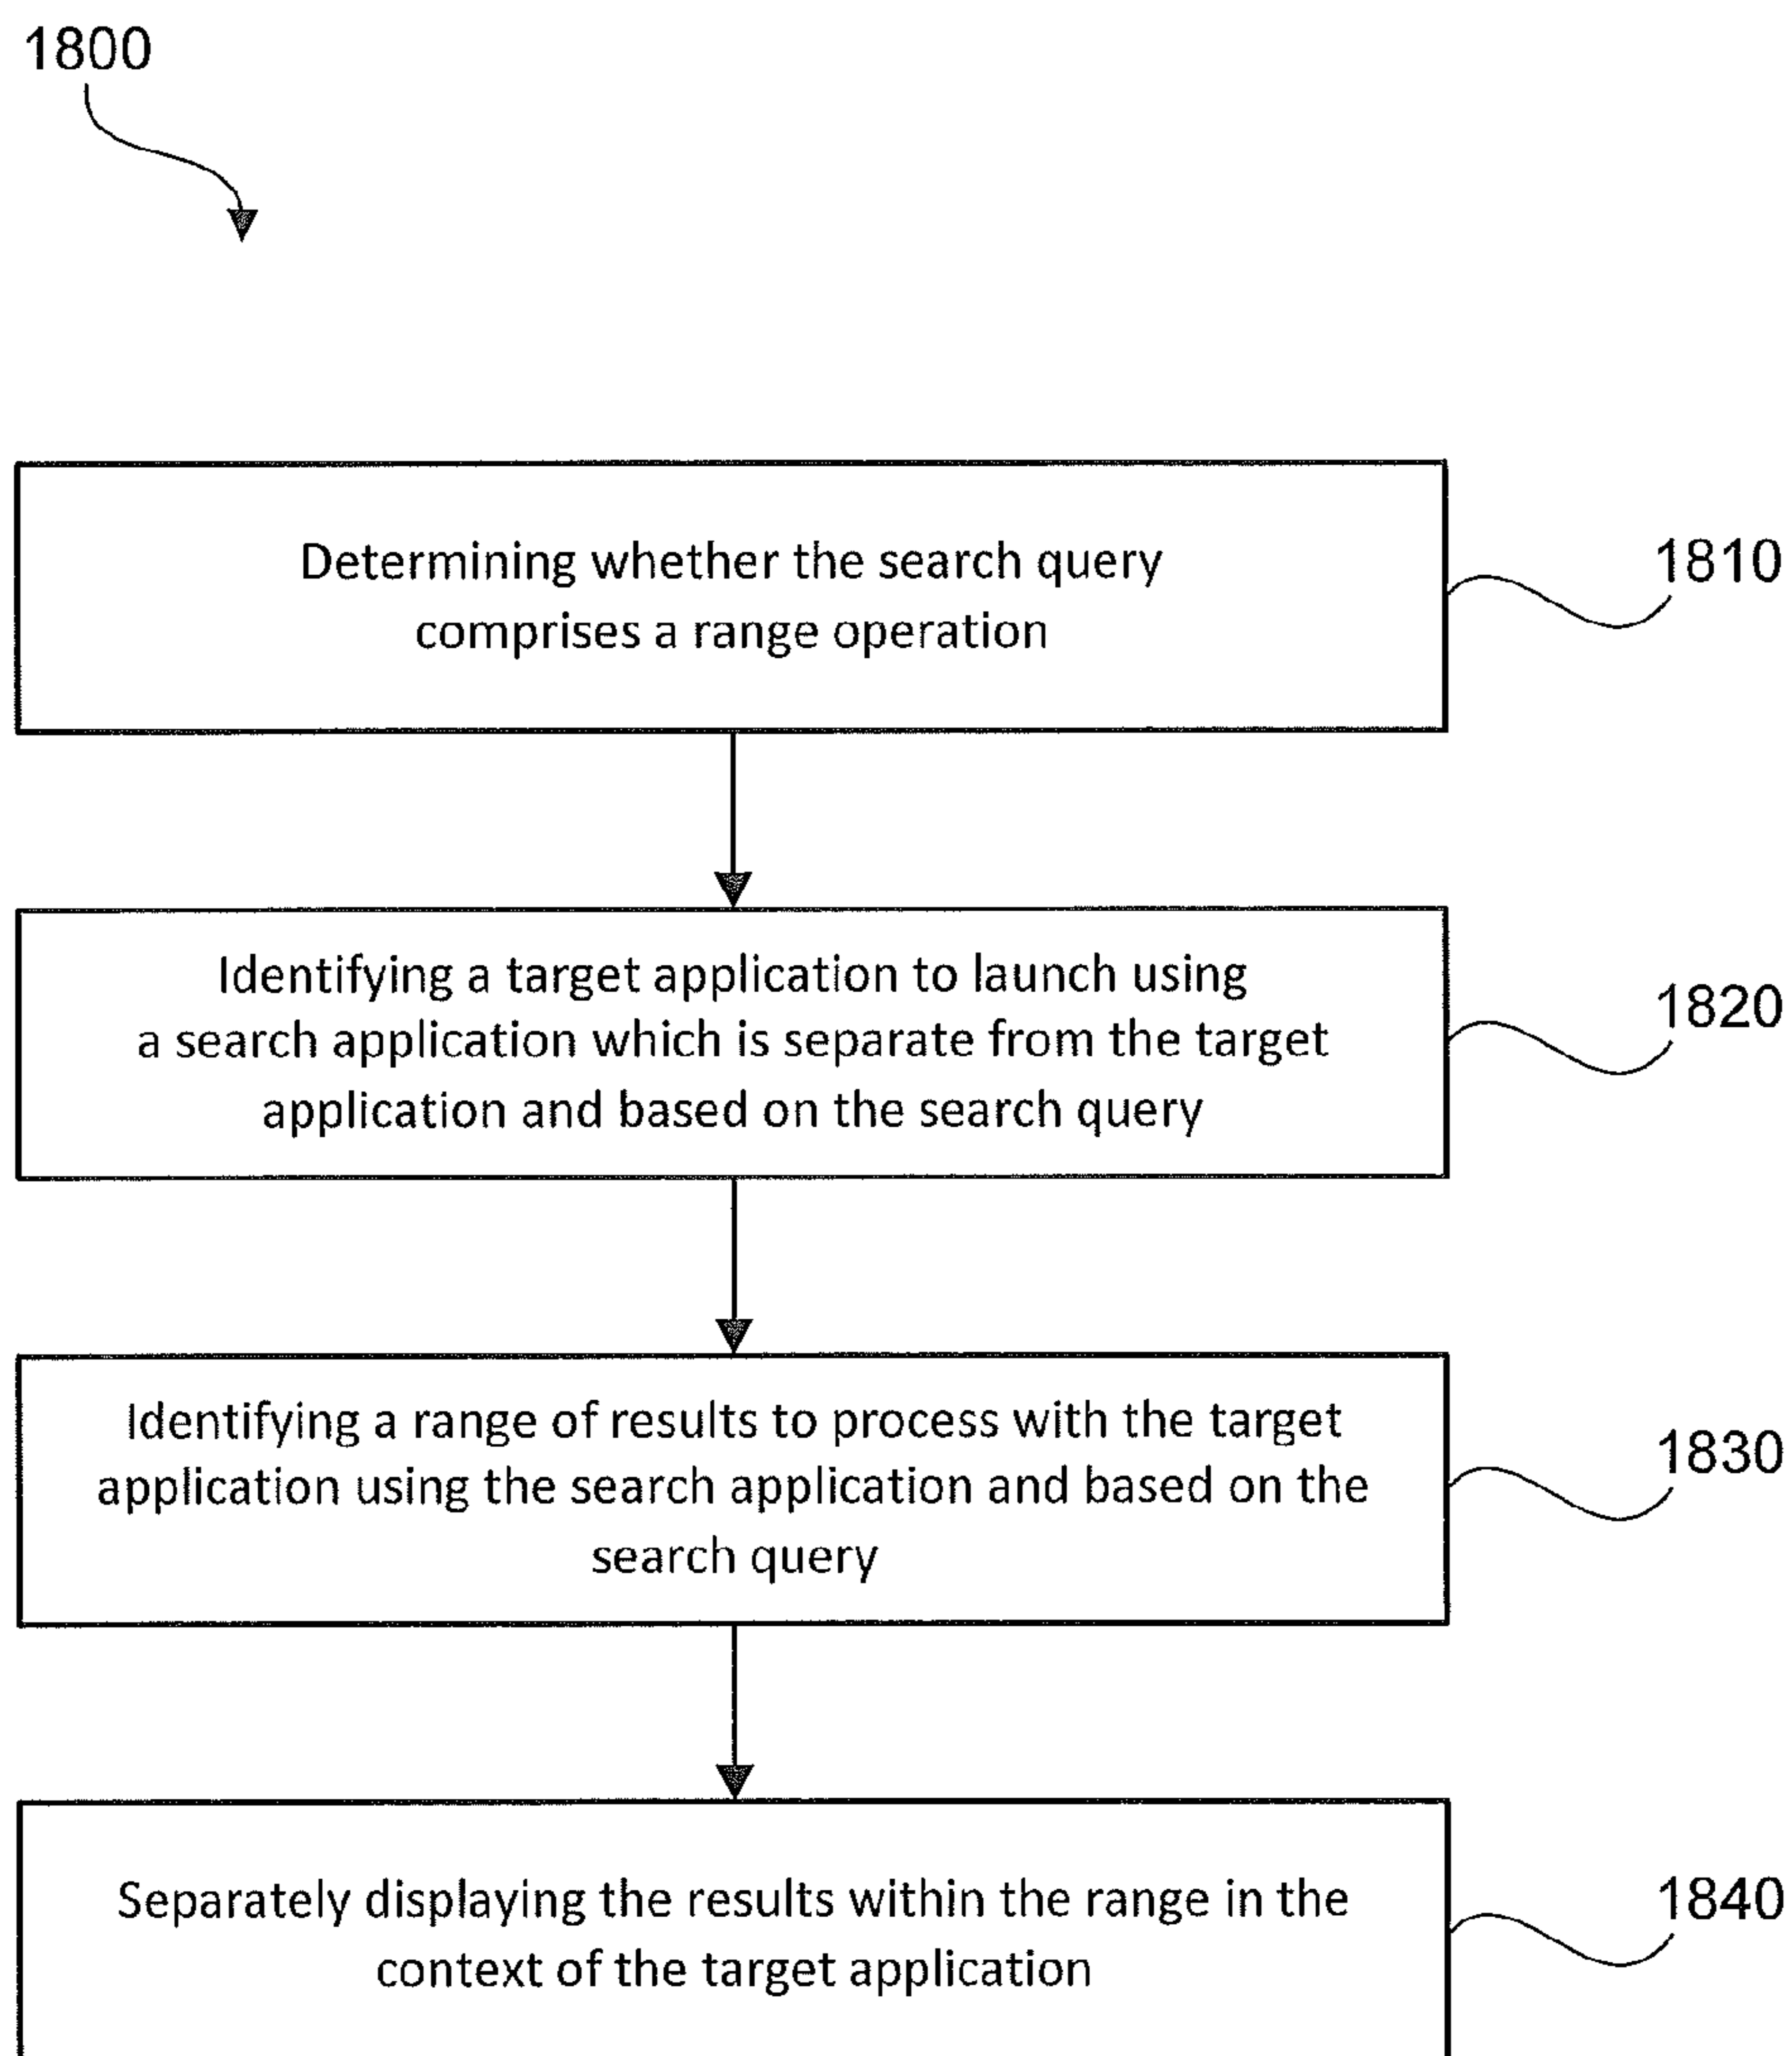 1800
Determining whether the search query
comprises a range operation
1810
Identifying a target application to launch using
a search application which is separate from the target
application and based on the search query
1820
Identifying a range of results to process with the target
application using the search application and based on the
search query
1830
Separately displaying the results within the range in the
context of the target application
1840